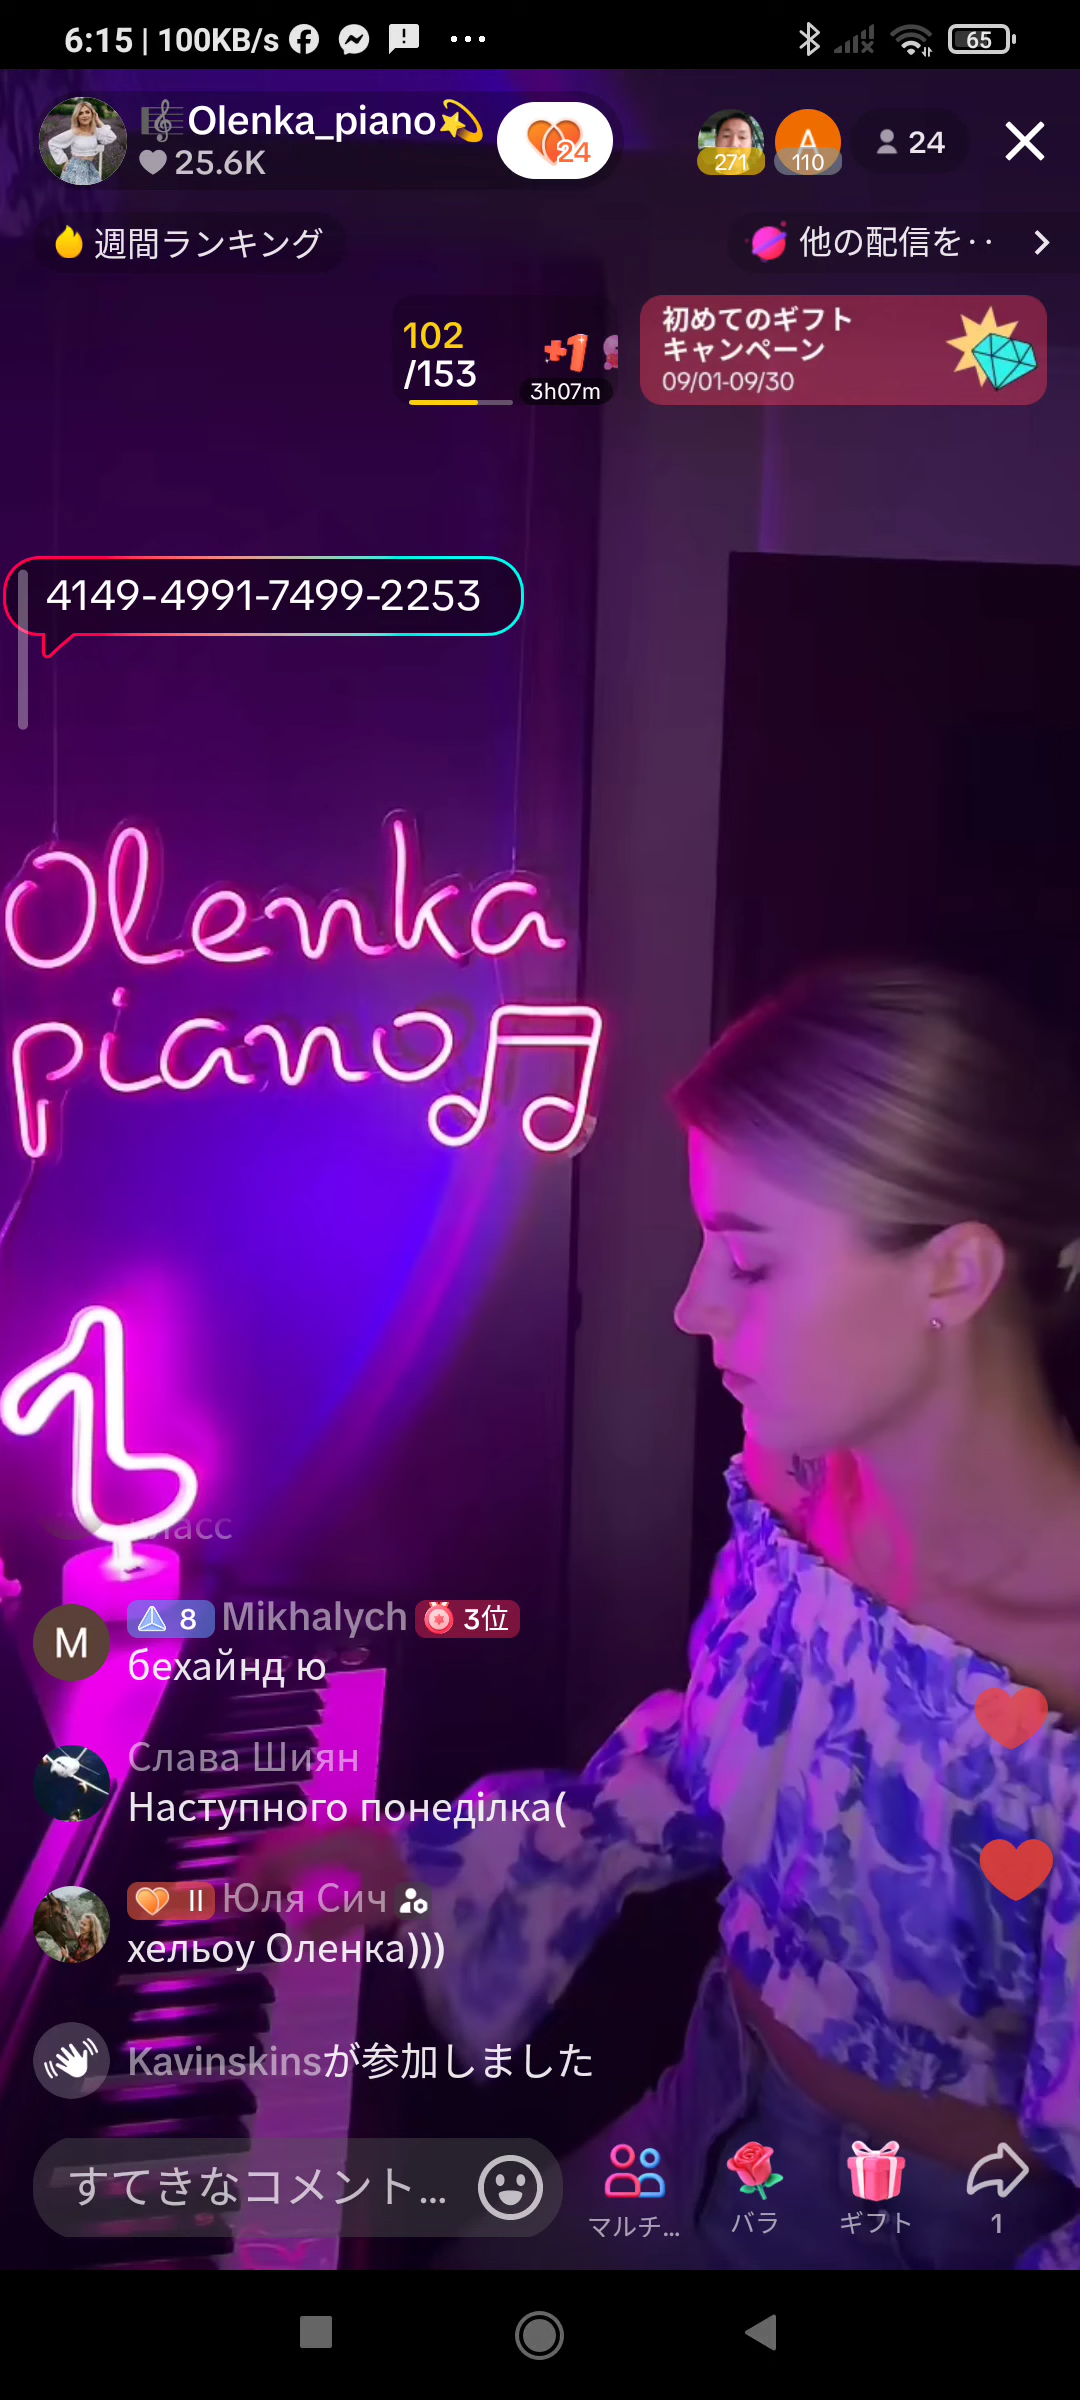 6:15 | 100KB/s
65
Olenka_piano
25.6K
24
271
110
24
週間ランキング
他の配信を‥
102
/153
+1
3h07m
初めてのギフト
キャンペーン
09/01-09/30
4149-4991-7499-2253
Olenka
piano
класс
8 Mikhalych 3位
M
бехайнд ю
Слава Шиян
Наступного понеділка(
II Юля Сич
хельоу Оленка)))
Kavinskinsが参加しました
すてきなコメント...
マルチ...
バラ
ギフト
1